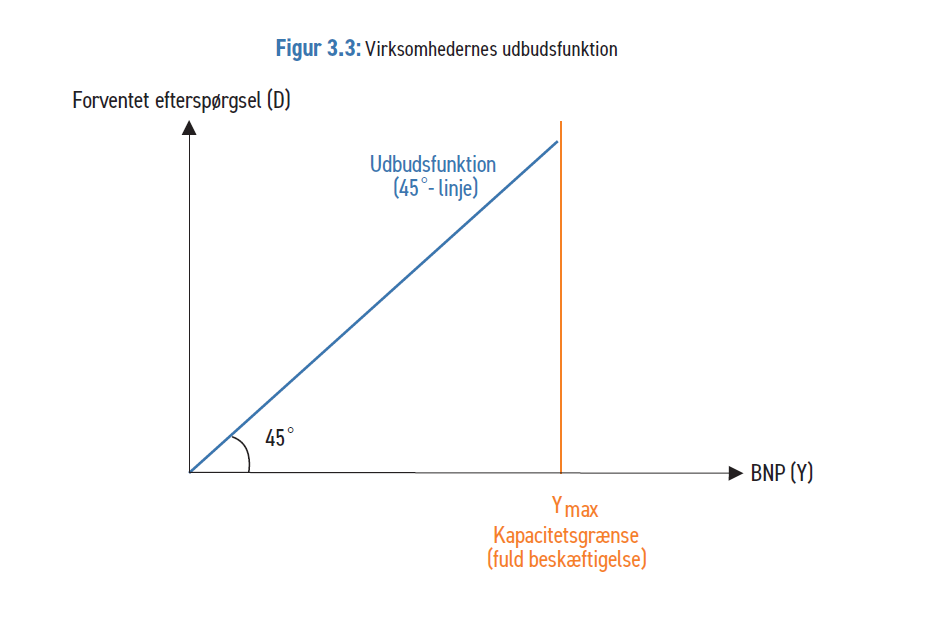 Figur 3.3: Virksomhedernes udbudsfunktion
Forventet efterspørgsel (D)
Udbudsfunktion
(45°- linje)
45°
BNP (Y)
Ymax
Kapacitetsgrænse
(fuld beskæftigelse)